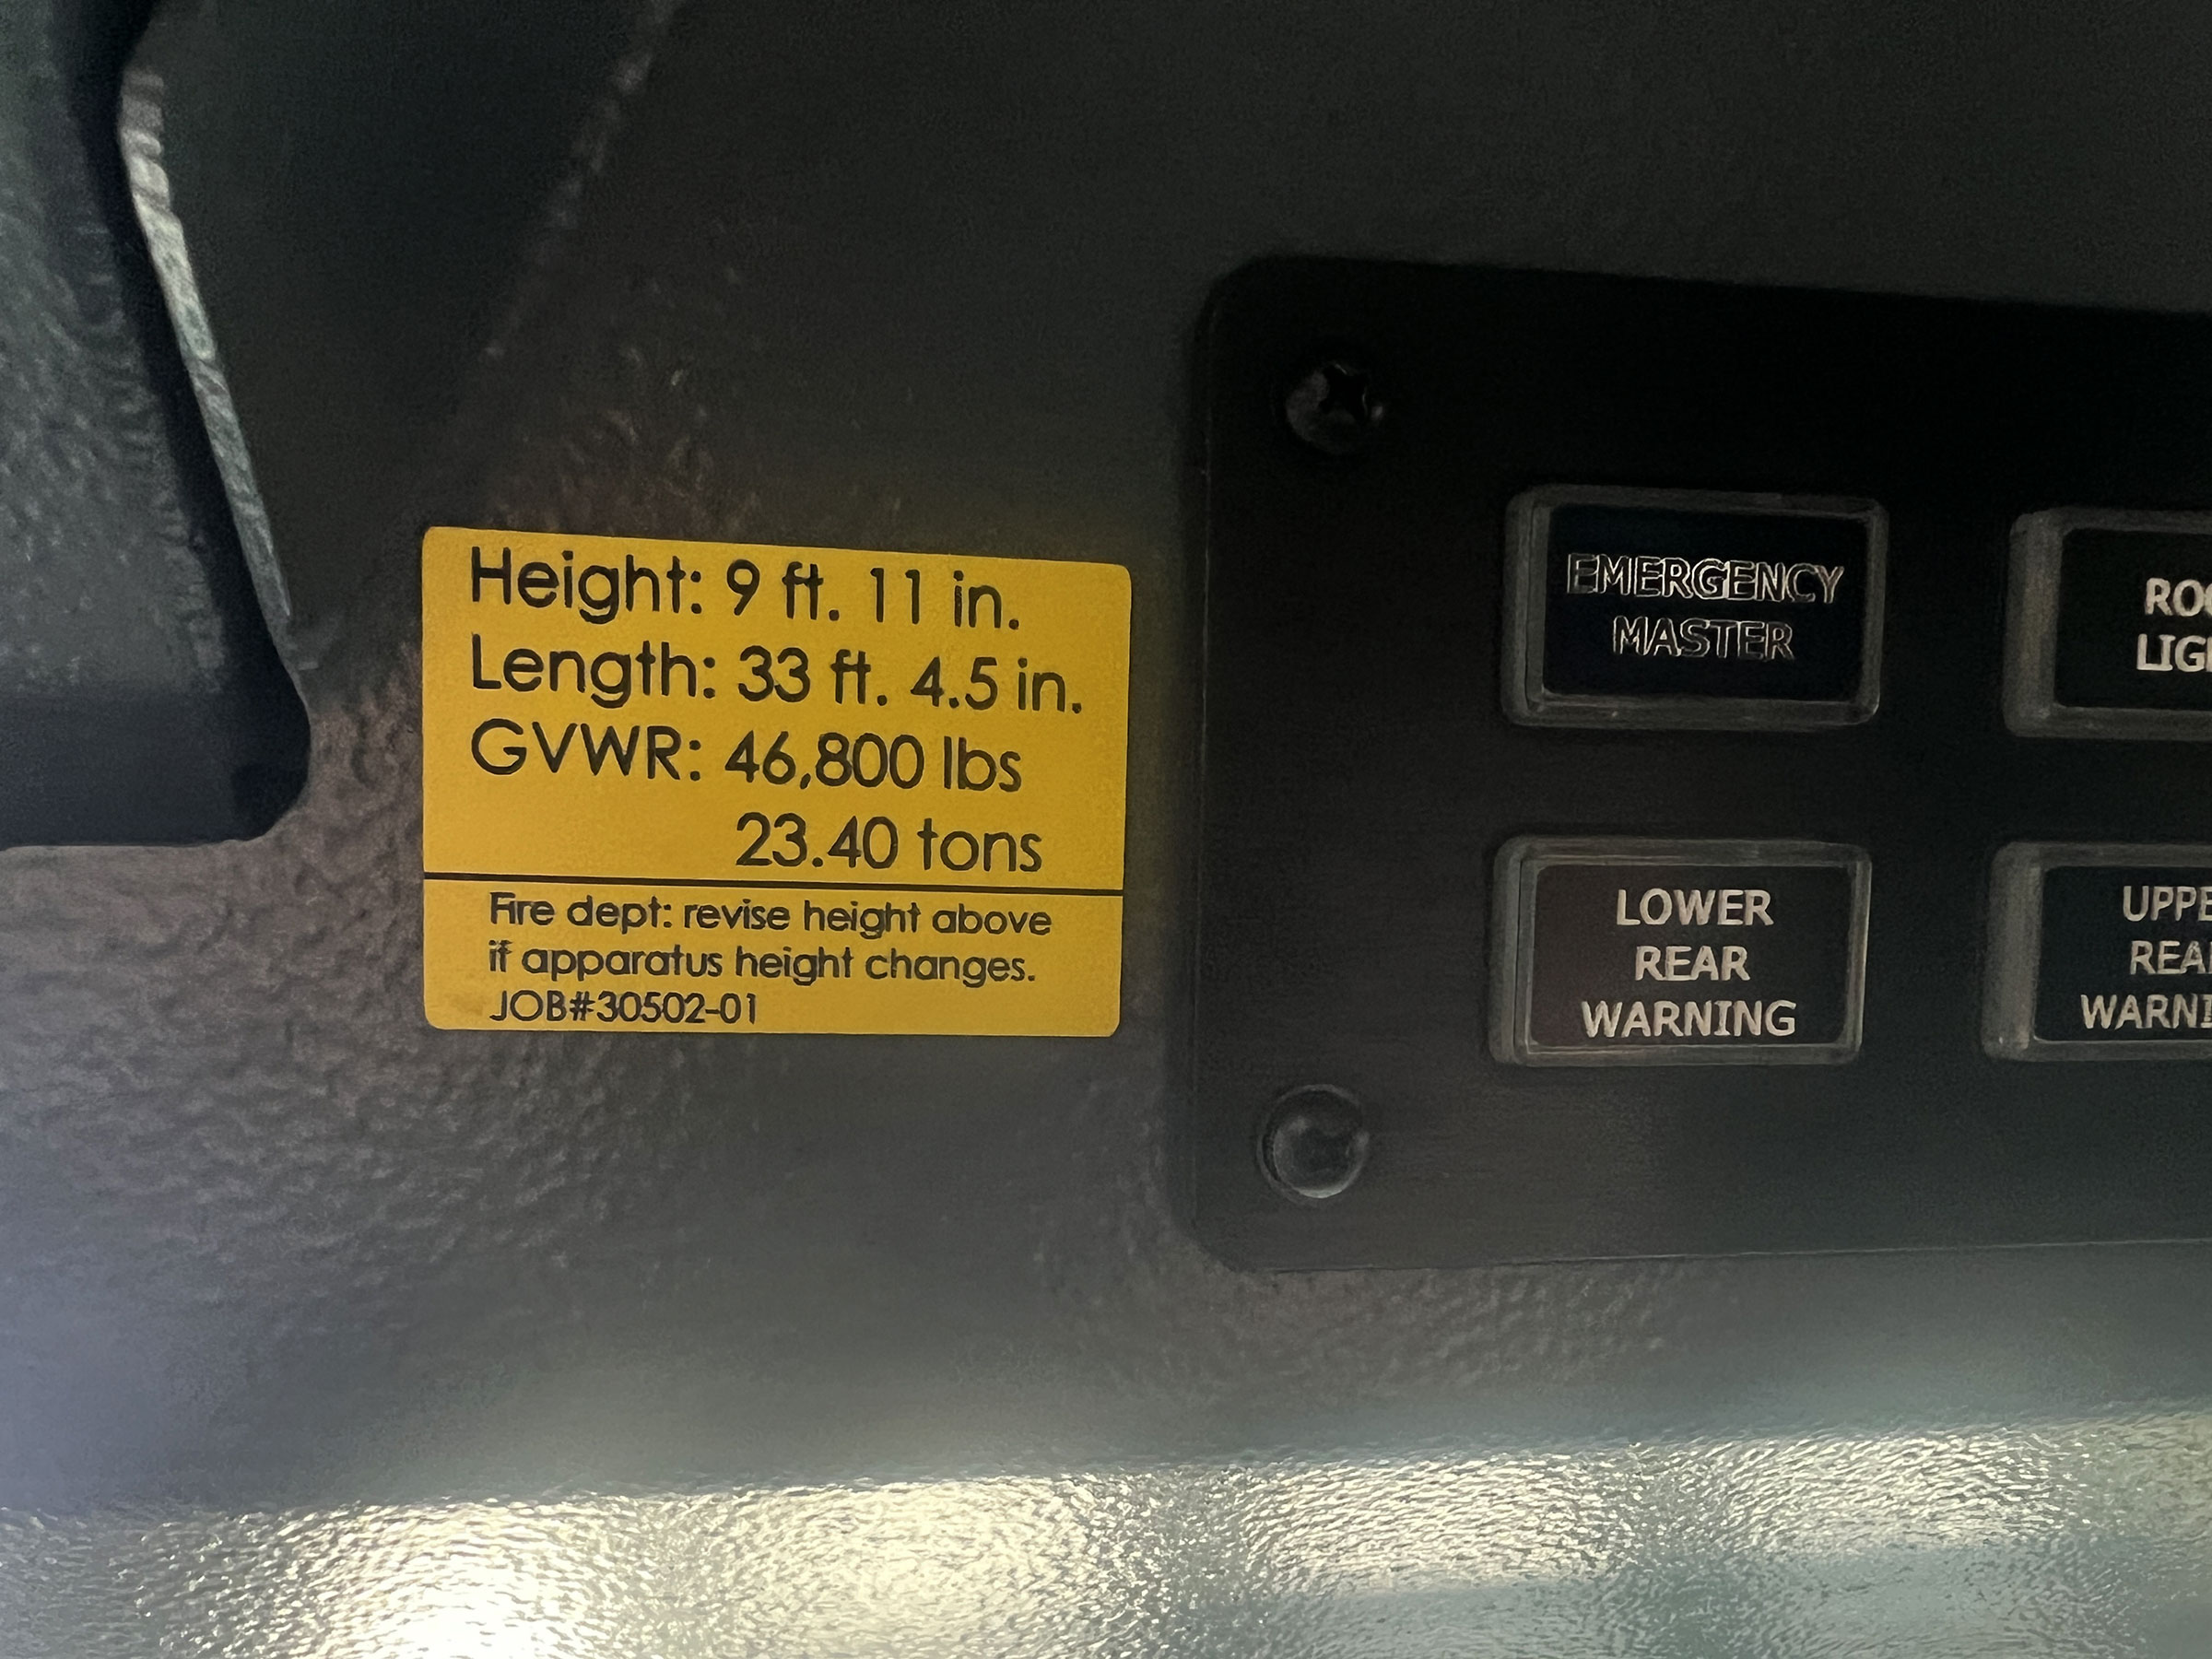 Height: 9 ft. 11 in.
Length: 33 ft. 4.5 in.
GVWR: 46,800 lbs
23.40 tons
Fire dept: revise height above
if apparatus height changes.
JOB#30502-01
EMERGENCY
MASTER
LOWER
REAR
WARNING